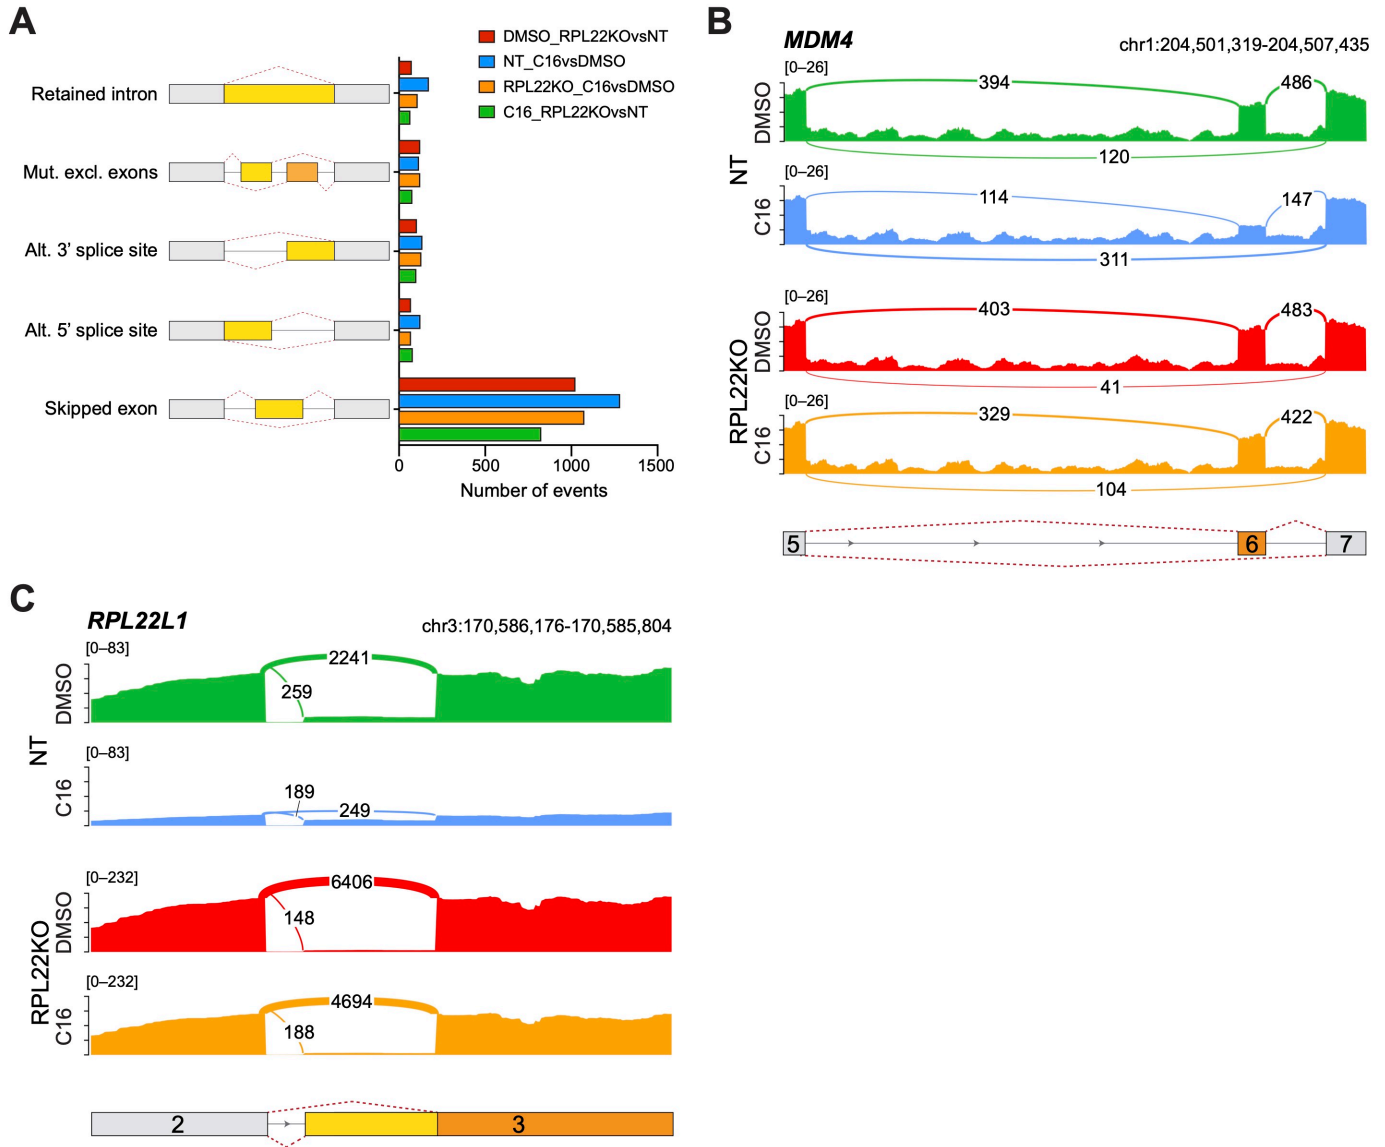 A
DMSO_RPL22KOvsNT
NT_C16vsDMSO
RPL22KO_C16vsDMSO
C16_RPL22KOvsNT
Retained intron
Mut. excl. exons
Alt. 3’ splice site
Alt. 5’ splice site
Skipped exon
0 500 1000 1500
Number of events
B
MDM4
chr1:204,501,319-204,507,435
NT
DMSO
[0–26]
394
486
120
C16
[0–26]
114
147
311
RPL22KO
DMSO
[0–26]
403
483
41
C16
[0–26]
329
422
104
5 6 7
C
RPL22L1
chr3:170,586,176-170,585,804
NT
DMSO
[0–83]
2241
259
C16
[0–83]
189
249
RPL22KO
DMSO
[0–232]
6406
148
C16
[0–232]
4694
188
2 3